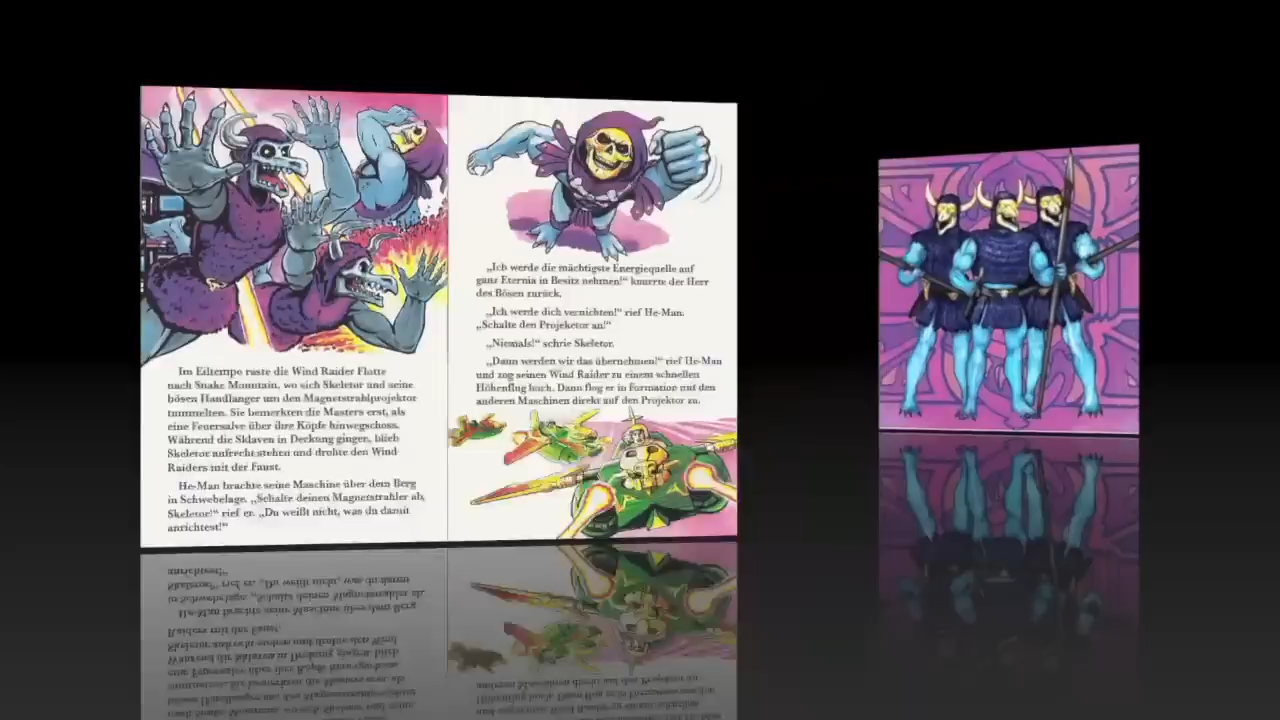 Im Eiltempo raste die Wind Raider Flotte
nach Snake Mountain, wo sich Skeletor und seine
bösen Handlanger um den Magnetstrahlprojektor
tummelten. Sie bemerkten die Masters erst, als
eine Feuersalve über ihre Köpfe hinwegschoss.
Während die Sklaven in Deckung gingen, blieb
Skeletor aufrecht stehen und drohte den Wind
Raiders mit der Faust.
He-Man brachte seine Maschine über dem Berg
in Schwebelage. „Schalte deinen Magnetstrahler ab,
Skeletor!“ rief er. „Du weißt nicht, was du damit
anrichtest!“
„Ich werde die mächtigste Energiequelle auf
ganz Eternia in Besitz nehmen!“ knurrte der Herr
des Bösen zurück.
„Ich werde dich vernichten!“ rief He-Man.
„Schalte den Projeketor an!“
„Niemals!“ schrie Skeletor.
„Dann werden wir das übernehmen!“ rief He-Man
und zog seinen Wind Raider zu einem schnellen
Höhenflug hoch. Dann flog er in Formation mit den
anderen Maschinen direkt auf den Projektor zu.